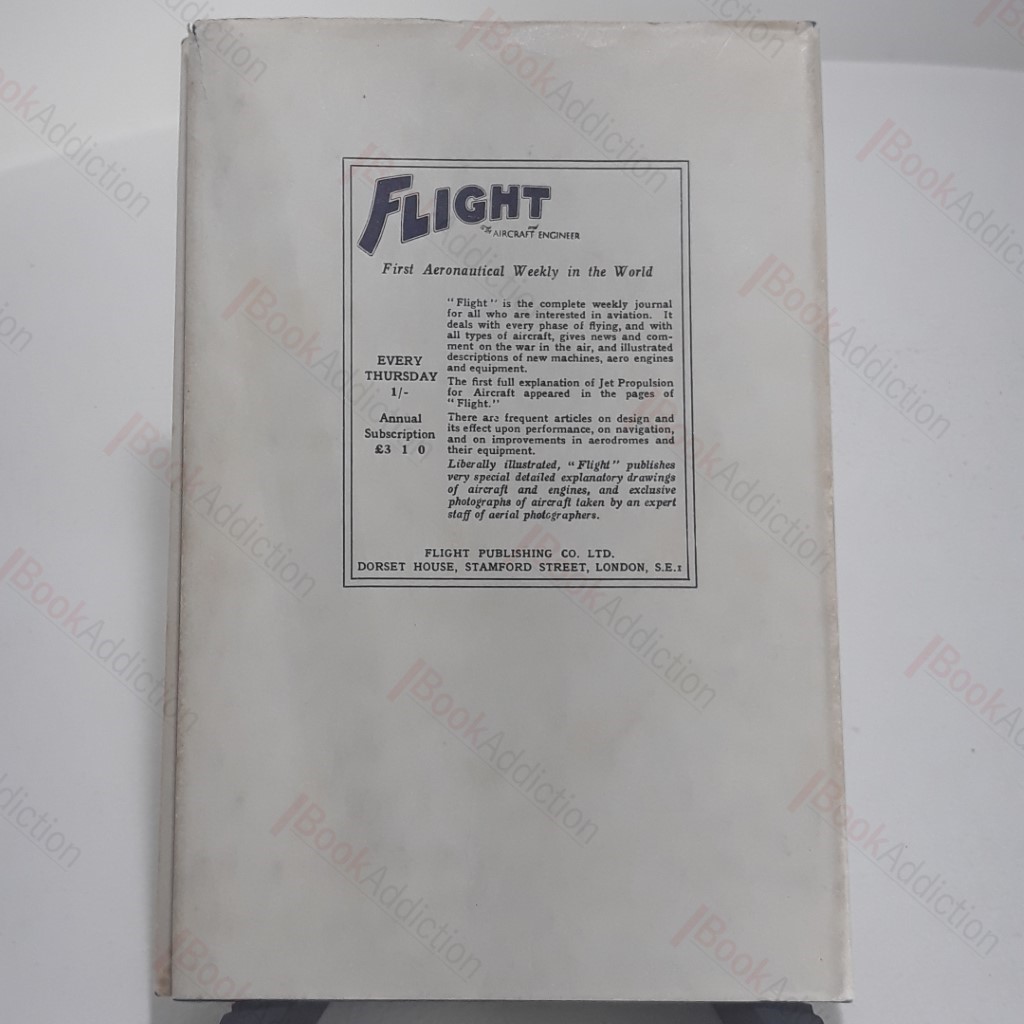 FLIGHT
and
The AIRCRAFT ENGINEER
First Aeronautical Weekly in the World
EVERY
THURSDAY
1/-
Annual
Subscription
£3 1 0
"Flight" is the complete weekly journal
for all who are interested in aviation. It
deals with every phase of flying, and with
all types of aircraft, gives news and com-
ment on the war in the air, and illustrated
descriptions of new machines, aero engines
and equipment.
The first full explanation of Jet Propulsion
for Aircraft appeared in the pages of
"Flight."
There are frequent articles on design and
its effect upon performance, on navigation,
and on improvements in aerodromes and
their equipment.
Liberally illustrated, "Flight" publishes
very special detailed explanatory drawings
of aircraft and engines, and exclusive
photographs of aircraft taken by an expert
staff of aerial photographers.
FLIGHT PUBLISHING CO. LTD.
DORSET HOUSE, STAMFORD STREET, LONDON, S.E.1
BookAddiction